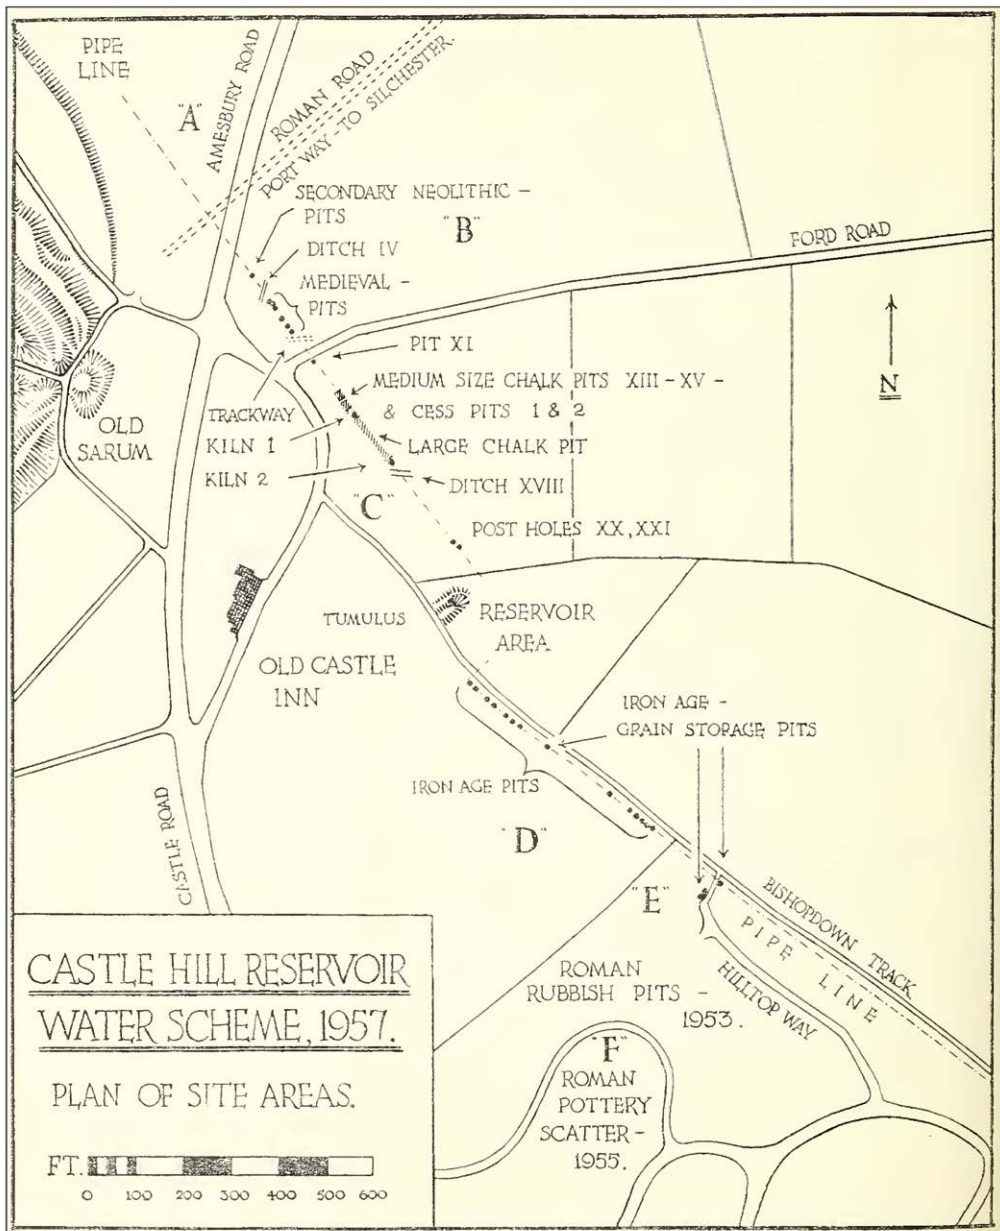 PIPE
LINE
"A"
AMESBURY ROAD
ROMAN ROAD
PORT WAY - TO SILCHESTER.
SECONDARY NEOLITHIC -
PITS
"B"
DITCH IV
MEDIEVAL -
PITS
FORD ROAD
PIT XI
N
MEDIUM SIZE CHALK PITS XIII - XV -
& CESS PITS 1 & 2
TRACKWAY
OLD
SARUM
KILN 1
LARGE CHALK PIT
KILN 2
DITCH XVIII
"C"
POST HOLES XX, XXI
TUMULUS
RESERVOIR
AREA
OLD CASTLE
INN
IRON AGE -
GRAIN STORAGE PITS
IRON AGE PITS
"D"
CASTLE ROAD
"E"
BISHOPDOWN TRACK
PIPE LINE
HILLTOP WAY
ROMAN
RUBBISH PITS -
1953.
"F"
ROMAN
POTTERY
SCATTER -
1955.
CASTLE HILL RESERVOIR
WATER SCHEME, 1957.
PLAN OF SITE AREAS.
FT.
0 100 200 300 400 500 600